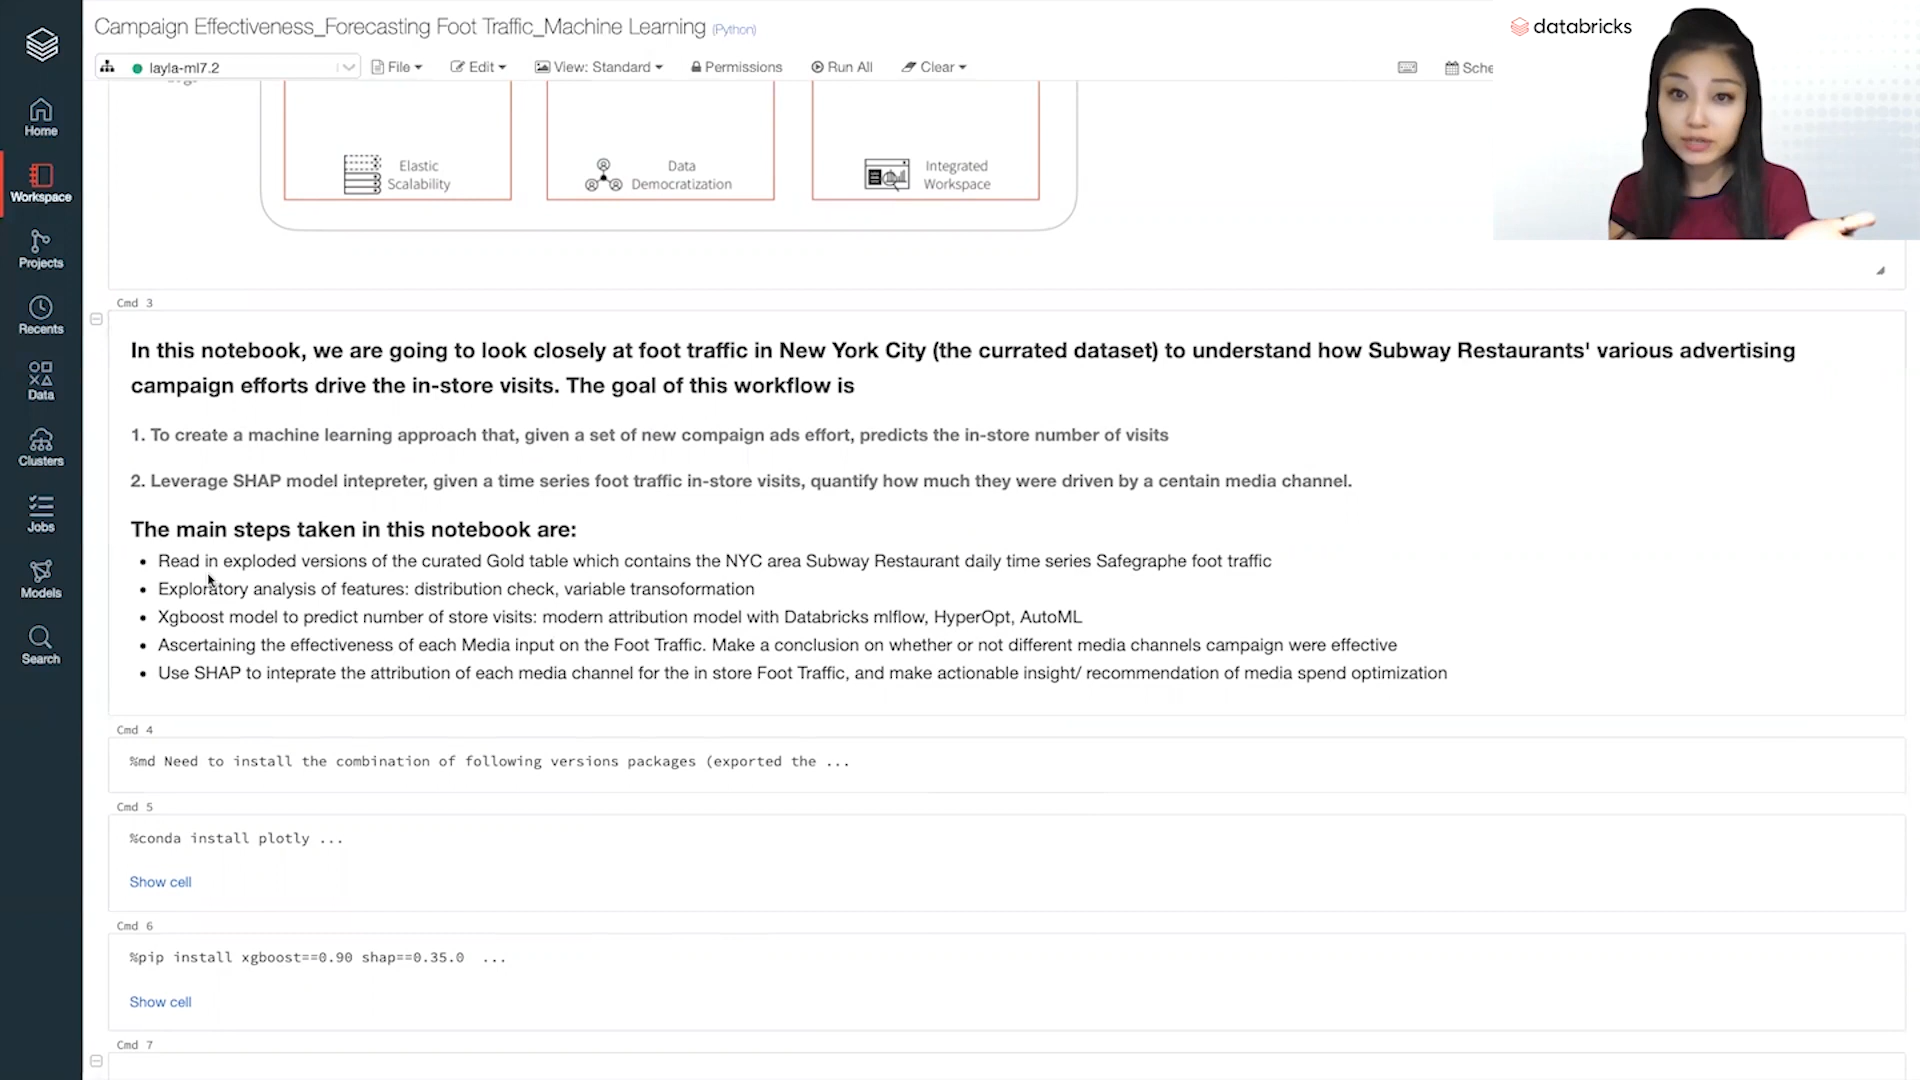 Campaign Effectiveness_Forecasting Foot Traffic_Machine Learning (Python)
databricks
layla-ml7.2 File Edit View: Standard Permissions Run All Clear Sche
Home
Workspace
Projects
Recents
Data
Clusters
Jobs
Models
Search
Elastic
Scalability
Data
Democratization
Integrated
Workspace
Cmd 3
In this notebook, we are going to look closely at foot traffic in New York City (the currated dataset) to understand how Subway Restaurants' various advertising
campaign efforts drive the in-store visits. The goal of this workflow is
1. To create a machine learning approach that, given a set of new compaign ads effort, predicts the in-store number of visits
2. Leverage SHAP model intepreter, given a time series foot traffic in-store visits, quantify how much they were driven by a centain media channel.
The main steps taken in this notebook are:
• Read in exploded versions of the curated Gold table which contains the NYC area Subway Restaurant daily time series Safegraphe foot traffic
• Exploratory analysis of features: distribution check, variable transoformation
• Xgboost model to predict number of store visits: modern attribution model with Databricks mlflow, HyperOpt, AutoML
• Ascertaining the effectiveness of each Media input on the Foot Traffic. Make a conclusion on whether or not different media channels campaign were effective
• Use SHAP to inteprate the attribution of each media channel for the in store Foot Traffic, and make actionable insight/ recommendation of media spend optimization
Cmd 4
%md Need to install the combination of following versions packages (exported the ...
Cmd 5
%conda install plotly ...
Show cell
Cmd 6
%pip install xgboost==0.90 shap==0.35.0 ...
Show cell
Cmd 7